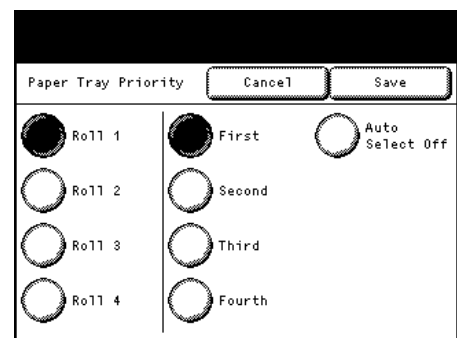 Paper Tray Priority Cancel Save
Roll 1 First Auto
Select Off
Roll 2 Second
Roll 3 Third
Roll 4 Fourth